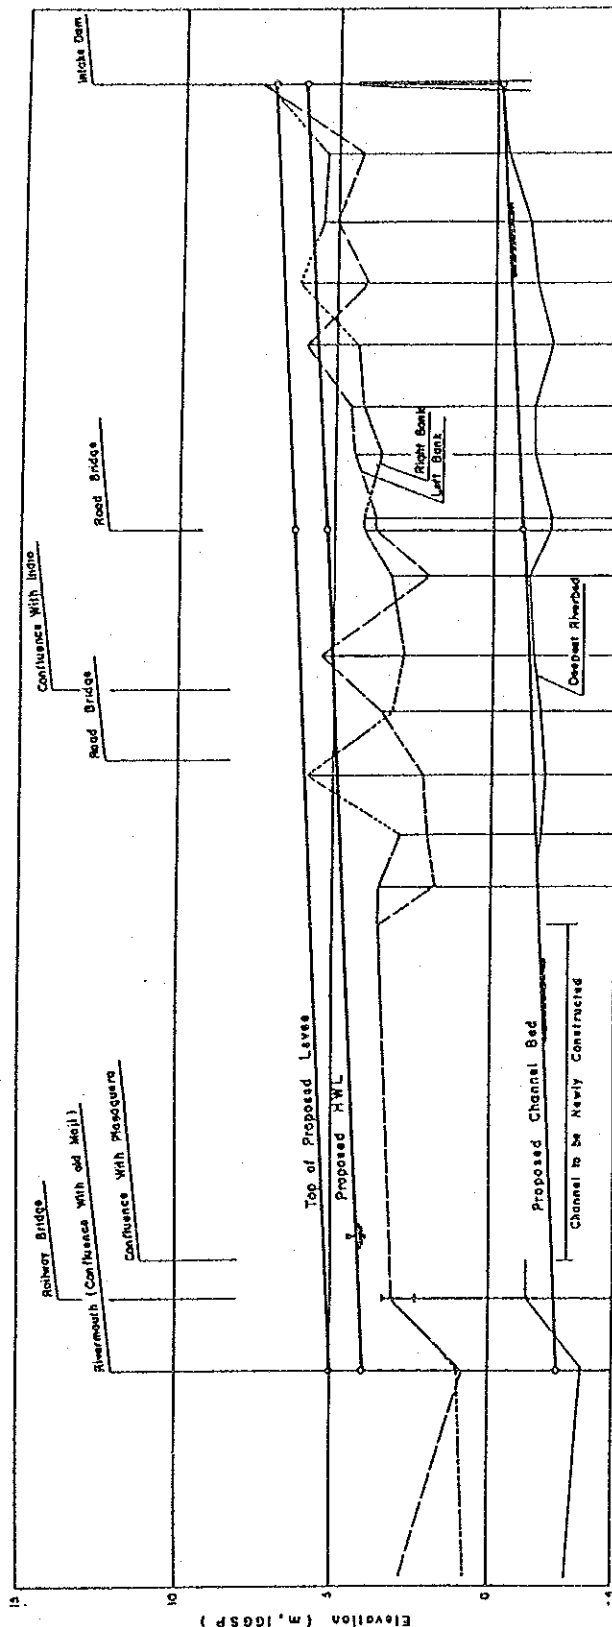 Railway Bridge
Rivermouth (Confluence With old Moji)
Confluence With Piasaguera
Road Bridge
Confluence With Indio
Road Bridge
Intake Dam
Top of Proposed Levee
Proposed HWL
Right Bank
Left Bank
Deepest Riverbed
Proposed Channel Bed
Channel to be Newly Constructed
Elevation (m, IGGSP)
15
10
5
0